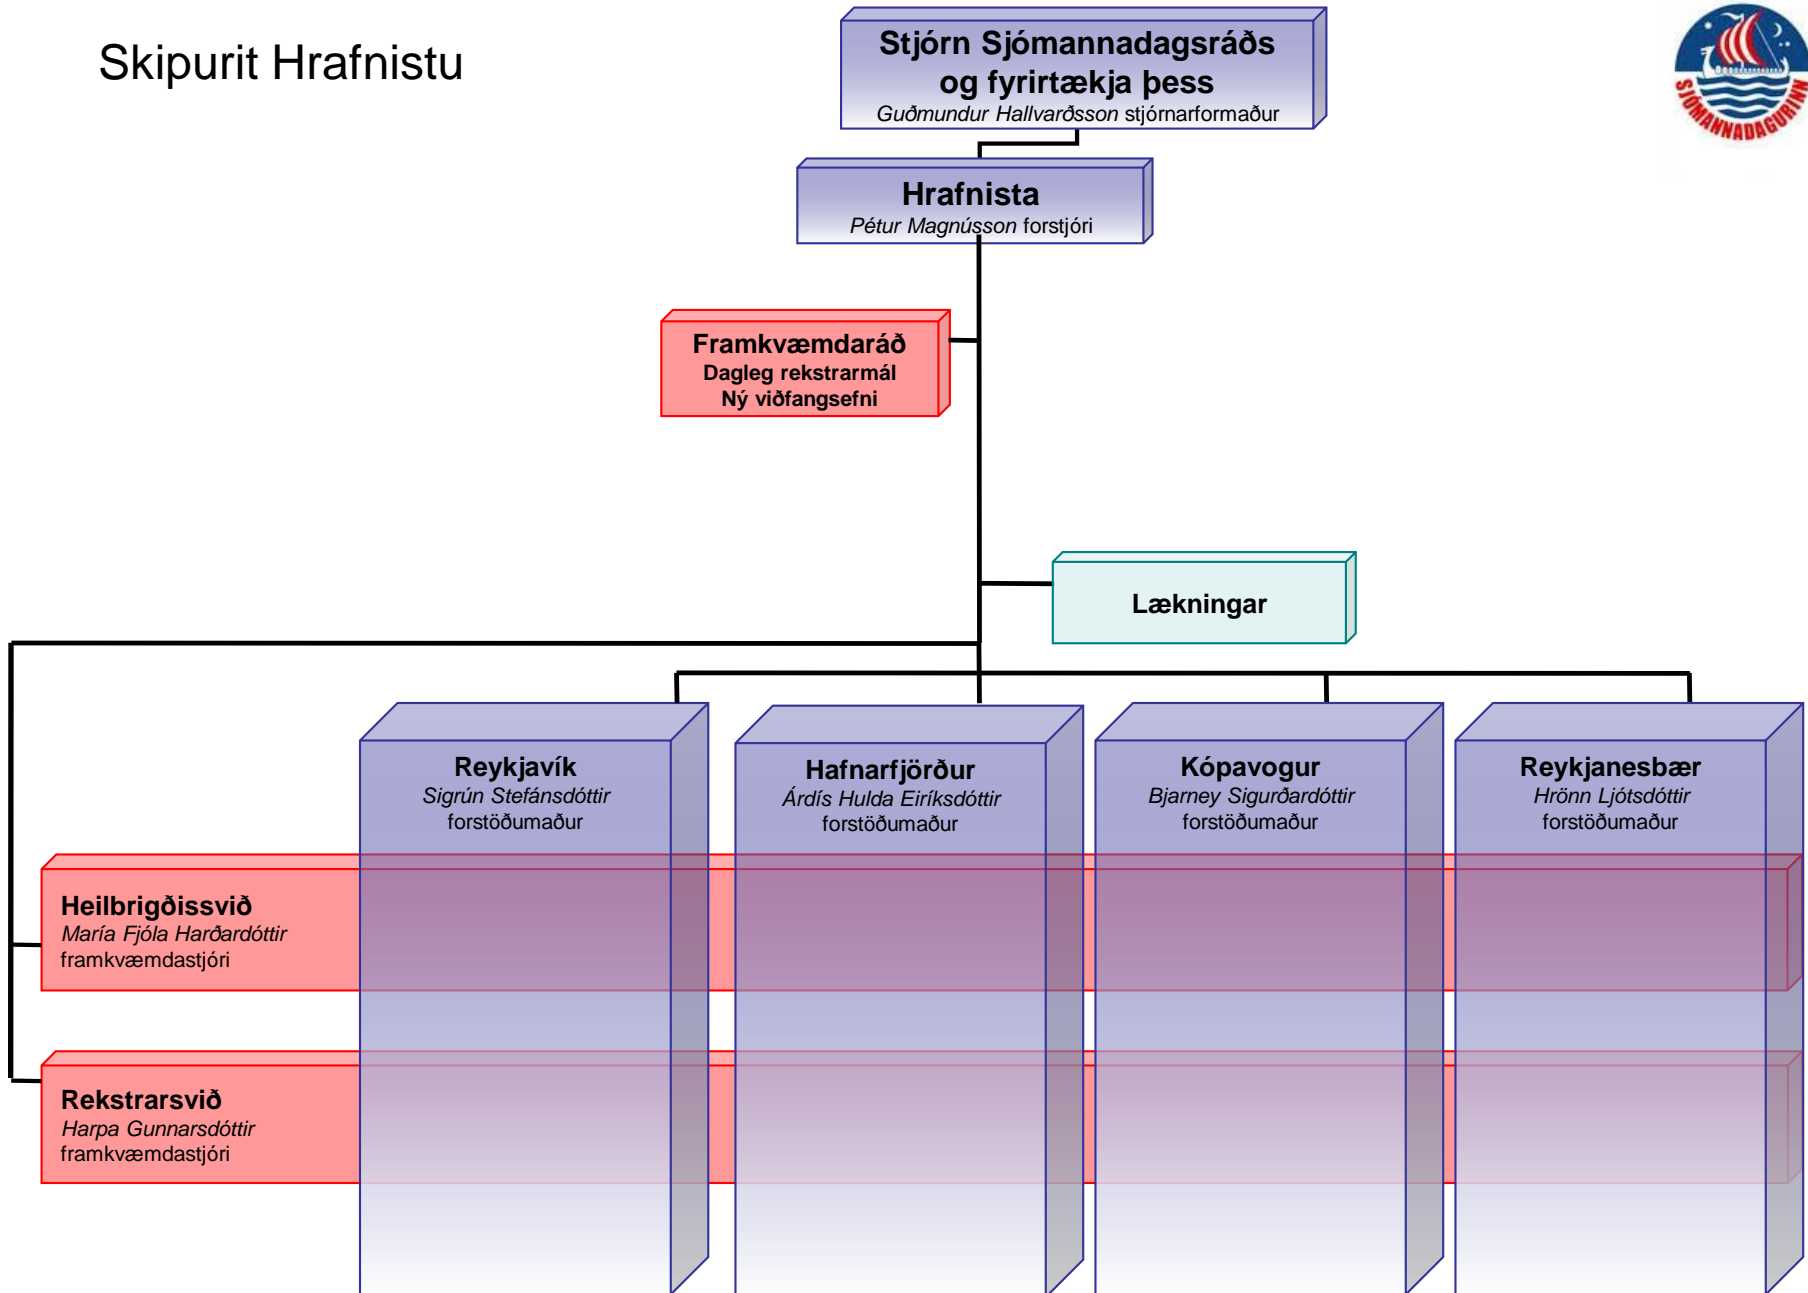 Skipurit Hrafnistu
Stjórn Sjómannadagsráðs
og fyrirtækja þess
Guðmundur Hallvarðsson stjórnarformaður
SJÓMANNADAGURINN
Hrafnista
Pétur Magnússon forstjóri
Framkvæmdaráð
Dagleg rekstrarmál
Ný viðfangsefni
Lækningar
Reykjavík
Sigrún Stefánsdóttir
forstöðumaður
Hafnarfjörður
Árdís Hulda Eiríksdóttir
forstöðumaður
Kópavogur
Bjarney Sigurðardóttir
forstöðumaður
Reykjanesbær
Hrönn Ljótsdóttir
forstöðumaður
Heilbrigðissvið
María Fjóla Harðardóttir
framkvæmdastjóri
Rekstrarsvið
Harpa Gunnarsdóttir
framkvæmdastjóri